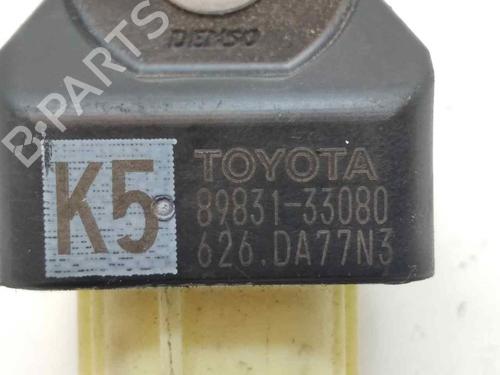 DENSO
B-PARTS
K5
TOYOTA
89831-33080
626.DA77N3